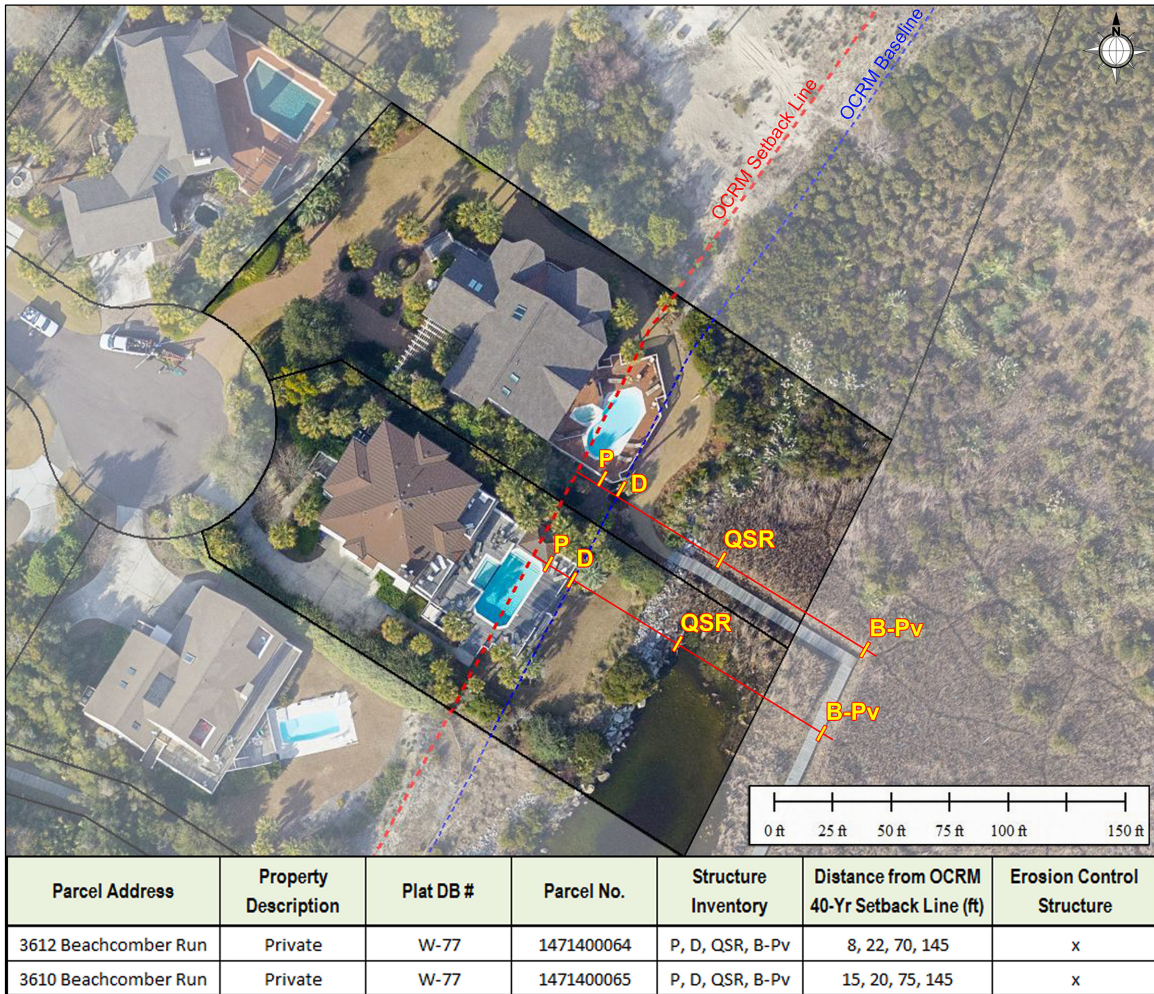 N
OCRM Setback Line
OCRM Baseline
P
D
QSR
B-Pv
P
D
QSR
B-Pv
0 ft 25 ft 50 ft 75 ft 100 ft 150 ft
Parcel Address Property Description Plat DB # Parcel No. Structure Inventory Distance from OCRM 40-Yr Setback Line (ft) Erosion Control Structure
3612 Beachcomber Run Private W-77 1471400064 P, D, QSR, B-Pv 8, 22, 70, 145 x
3610 Beachcomber Run Private W-77 1471400065 P, D, QSR, B-Pv 15, 20, 75, 145 x